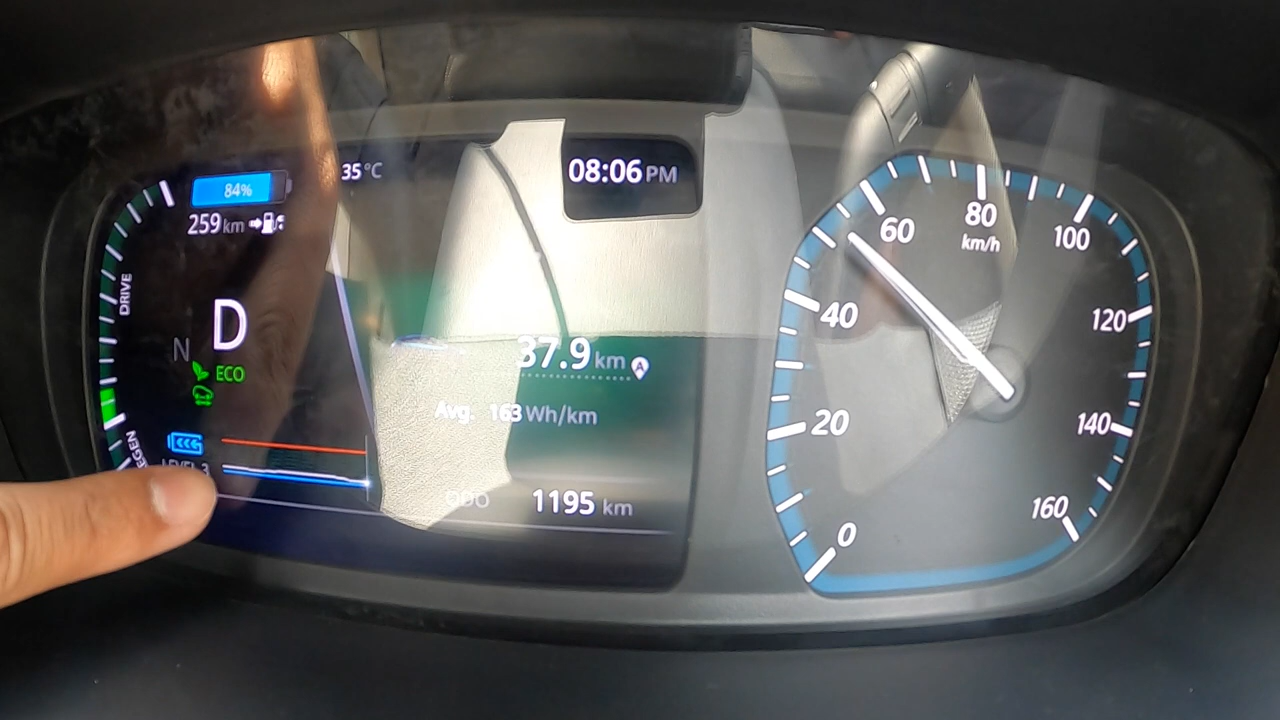 84%
35°C
08:06 PM
259 km
DRIVE
D
N
ECO
37.9 km
A
Avg. 163 Wh/km
LEVEL 3
ODO 1195 km
0
20
40
60
80
km/h
100
120
140
160